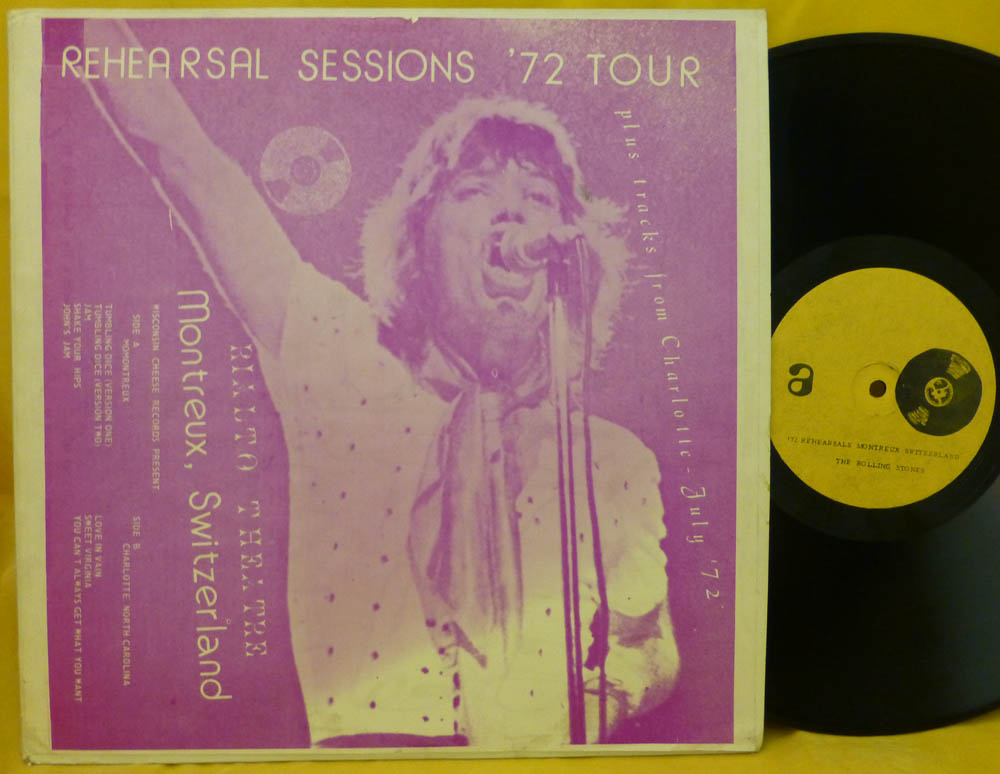 REHEARSAL SESSIONS '72 TOUR
plus tracks from Charlotte - July '72
RIALTO THEATRE
Montreux, Switzerland
WISCONSIN CHEESE RECORDS PRESENT
SIDE A MOMONTREUX
TUMBLING DICE (VERSION ONE)
TUMBLING DICE (VERSION TWO)
JAM
SHAKE YOUR HIPS
JOHN'S JAM
SIDE B CHARLOTTE NORTH CAROLINA
LOVE IN VAIN
SWEET VIRGINIA
YOU CAN'T ALWAYS GET WHAT YOU WANT
a
'72 REHEARSALS MONTREUX SWITZERLAND
THE ROLLING STONES